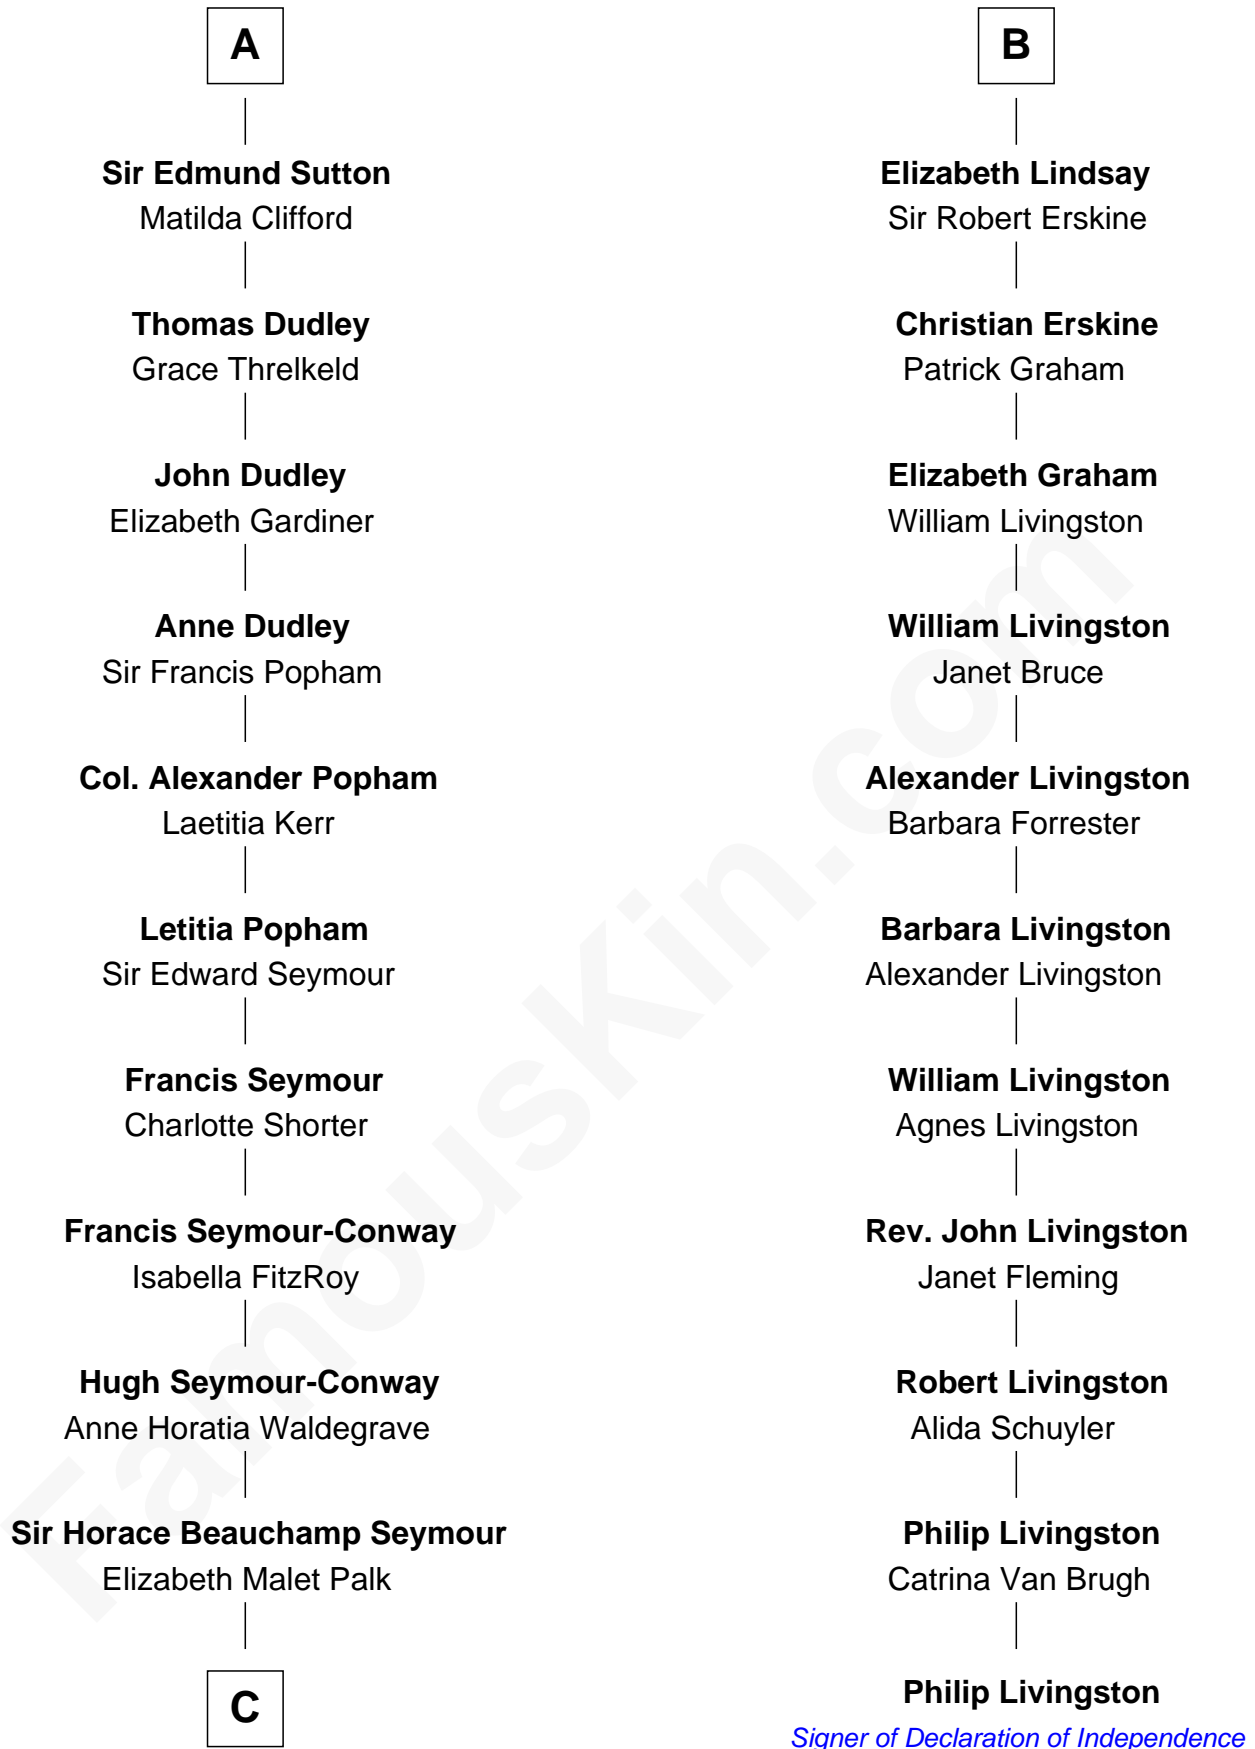 A
Sir Edmund Sutton
Matilda Clifford
Thomas Dudley
Grace Threlkeld
John Dudley
Elizabeth Gardiner
Anne Dudley
Sir Francis Popham
Col. Alexander Popham
Laetitia Kerr
Letitia Popham
Sir Edward Seymour
Francis Seymour
Charlotte Shorter
Francis Seymour-Conway
Isabella FitzRoy
Hugh Seymour-Conway
Anne Horatia Waldegrave
Sir Horace Beauchamp Seymour
Elizabeth Malet Palk
C
B
Elizabeth Lindsay
Sir Robert Erskine
Christian Erskine
Patrick Graham
Elizabeth Graham
William Livingston
William Livingston
Janet Bruce
Alexander Livingston
Barbara Forrester
Barbara Livingston
Alexander Livingston
William Livingston
Agnes Livingston
Rev. John Livingston
Janet Fleming
Robert Livingston
Alida Schuyler
Philip Livingston
Catrina Van Brugh
Philip Livingston
Signer of Declaration of Independence
FamousKin.com